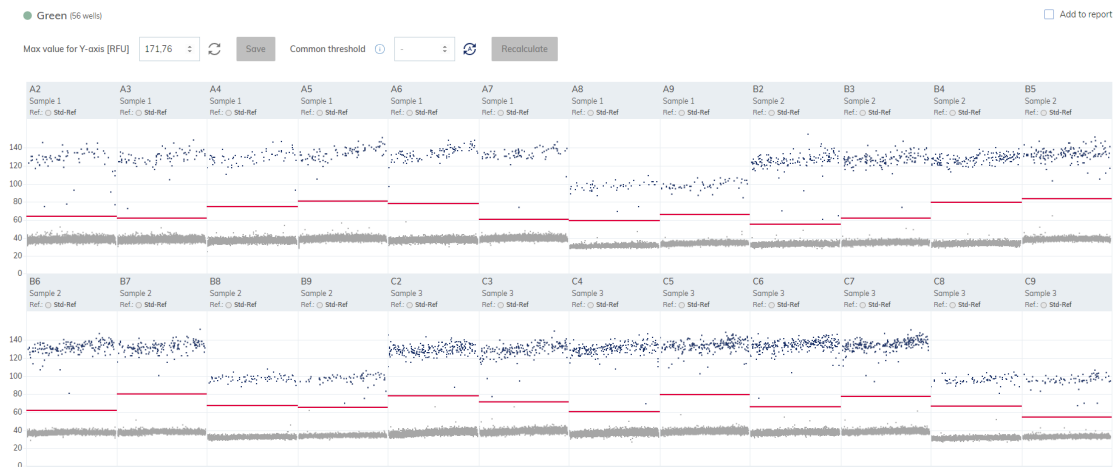 Green (56 wells)
Add to report
Max value for Y-axis [RFU] 171,76 Save Common threshold - Recalculate
A2 A3 A4 A5 A6 A7 A8 A9 B2 B3 B4 B5
Sample 1 Sample 1 Sample 1 Sample 1 Sample 1 Sample 1 Sample 1 Sample 1 Sample 2 Sample 2 Sample 2 Sample 2
Ref.: Std-Ref Ref.: Std-Ref Ref.: Std-Ref Ref.: Std-Ref Ref.: Std-Ref Ref.: Std-Ref Ref.: Std-Ref Ref.: Std-Ref Ref.: Std-Ref Ref.: Std-Ref Ref.: Std-Ref Ref.: Std-Ref
140
120
100
80
60
40
20
0
B6 B7 B8 B9 C2 C3 C4 C5 C6 C7 C8 C9
Sample 2 Sample 2 Sample 2 Sample 2 Sample 3 Sample 3 Sample 3 Sample 3 Sample 3 Sample 3 Sample 3 Sample 3
Ref.: Std-Ref Ref.: Std-Ref Ref.: Std-Ref Ref.: Std-Ref Ref.: Std-Ref Ref.: Std-Ref Ref.: Std-Ref Ref.: Std-Ref Ref.: Std-Ref Ref.: Std-Ref Ref.: Std-Ref Ref.: Std-Ref
140
120
100
80
60
40
20
0